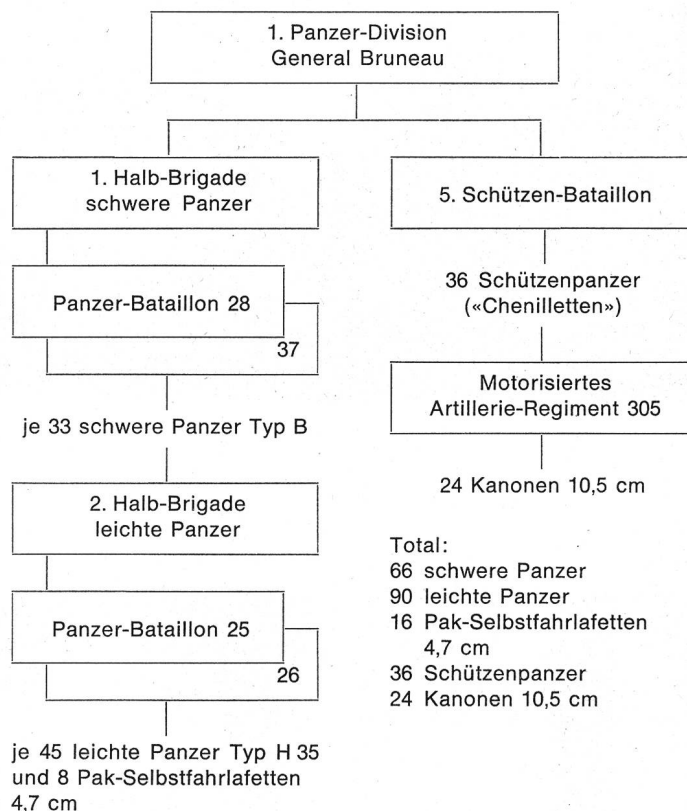 1. Panzer-Division
General Bruneau
1. Halb-Brigade
schwere Panzer
Panzer-Bataillon 28
37
je 33 schwere Panzer Typ B
2. Halb-Brigade
leichte Panzer
Panzer-Bataillon 25
26
je 45 leichte Panzer Typ H 35
und 8 Pak-Selbstfahrlafetten
4,7 cm
5. Schützen-Bataillon
36 Schützenpanzer
(«Chenilletten»)
Motorisiertes
Artillerie-Regiment 305
24 Kanonen 10,5 cm
Total:
66 schwere Panzer
90 leichte Panzer
16 Pak-Selbstfahrlafetten
4,7 cm
36 Schützenpanzer
24 Kanonen 10,5 cm